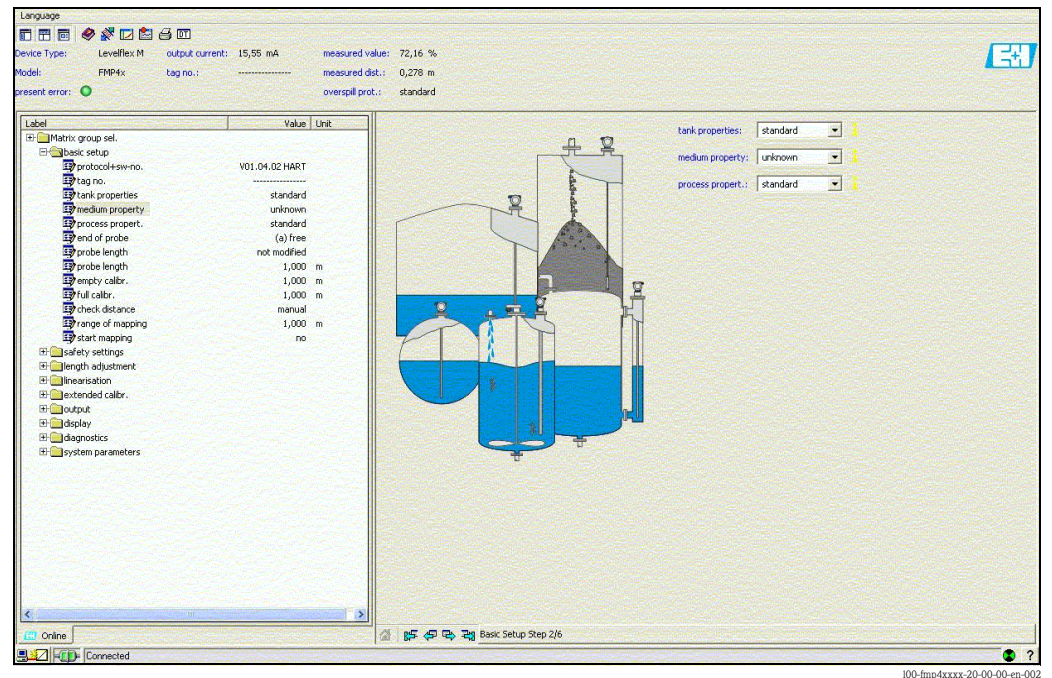 Language
Device Type: Levelflex M output current: 15,55 mA measured value: 72,16 %
Model: FMP4x tag no.: --------------- measured dist.: 0,278 m
present error: overspill prot.: standard
E+H
Label Value Unit
Matrix group sel.
basic setup
protocol+sw-no. V01.04.02 HART
tag no. ---------------
tank properties standard
medium property unknown
process propert. standard
end of probe (a) free
probe length not modified
probe length 1,000 m
empty calibr. 1,000 m
full calibr. 1,000 m
check distance manual
range of mapping 1,000 m
start mapping no
safety settings
length adjustment
linearisation
extended calibr.
output
display
diagnostics
system parameters
tank properties: standard
medium property: unknown
process propert.: standard
Online
Basic Setup Step 2/6
Connected
?
l00-fmp4xxxx-20-00-00-en-002